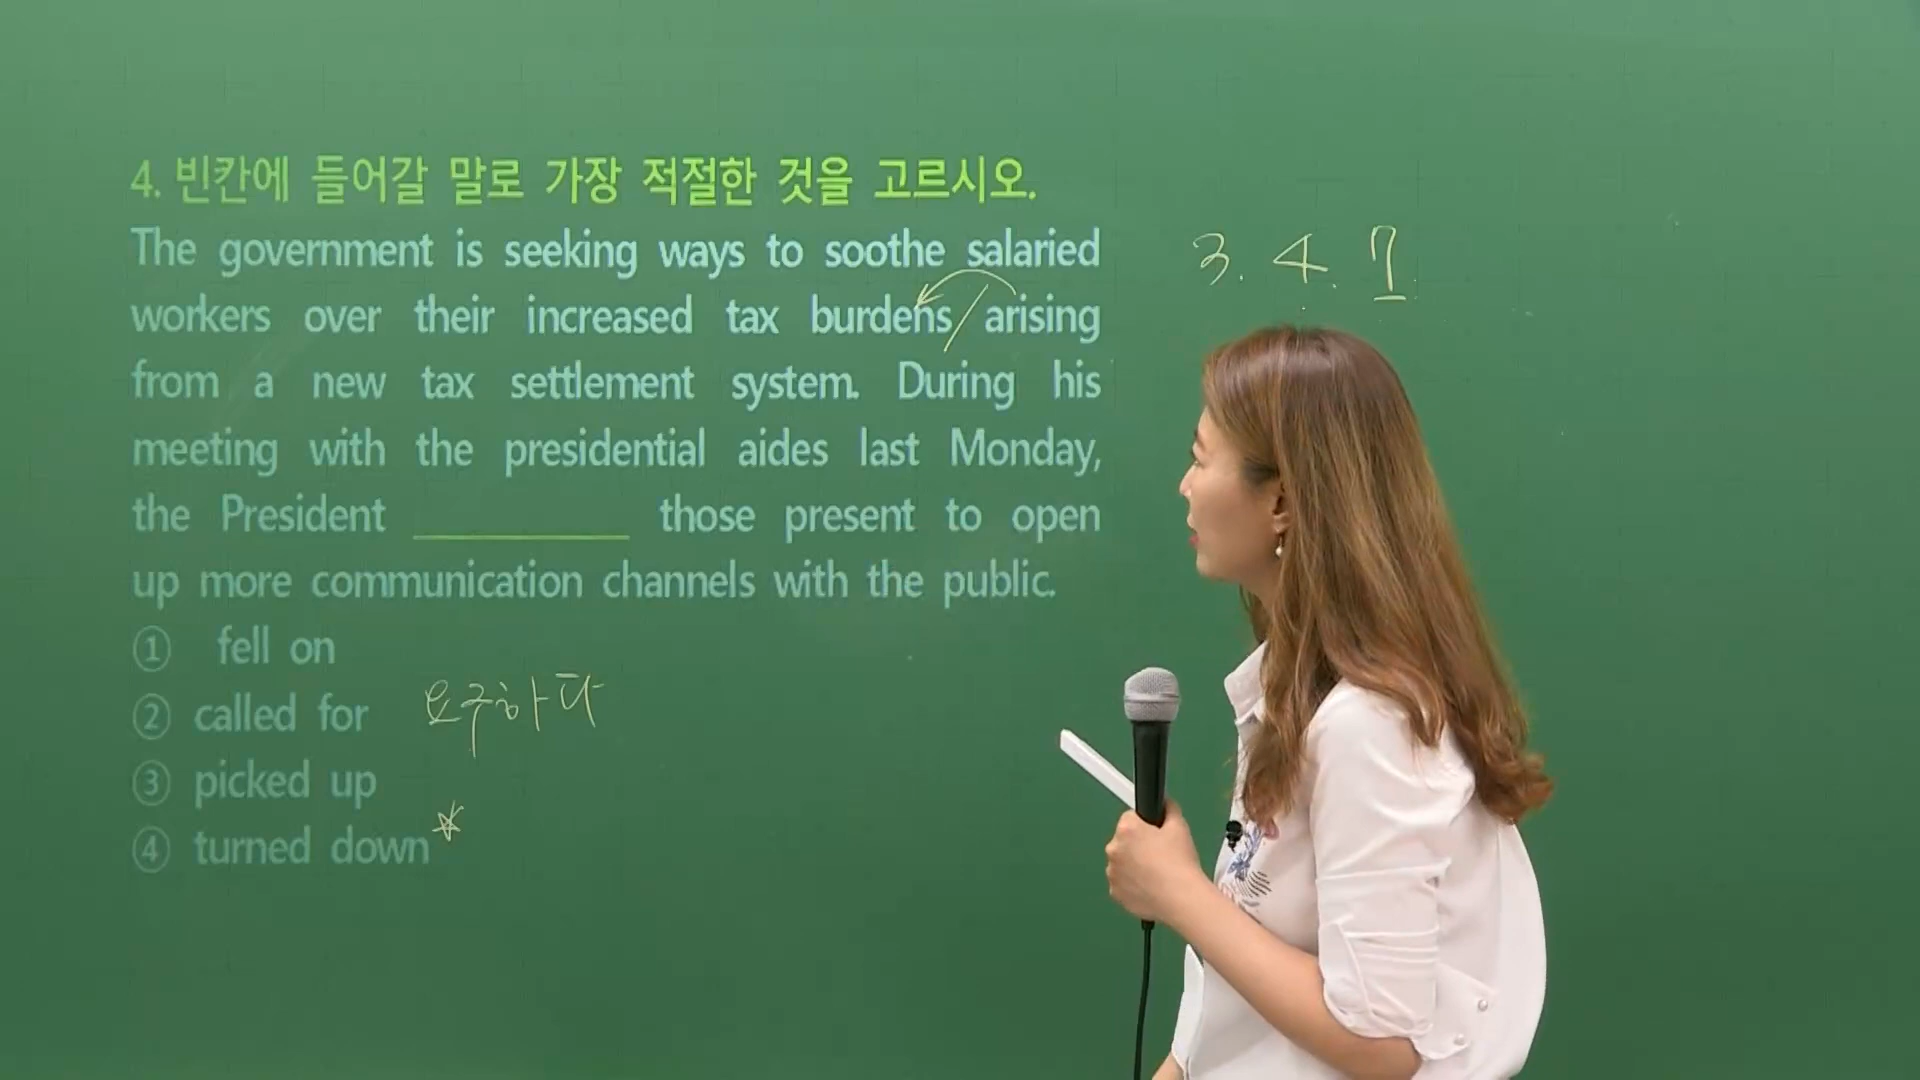 4. 빈칸에 들어갈 말로 가장 적절한 것을 고르시오.
The government is seeking ways to soothe salaried
workers over their increased tax burdens arising
from a new tax settlement system. During his
meeting with the presidential aides last Monday,
the President __________ those present to open
up more communication channels with the public.
① fell on
② called for 요구하다
③ picked up
④ turned down
3. 4. 7.